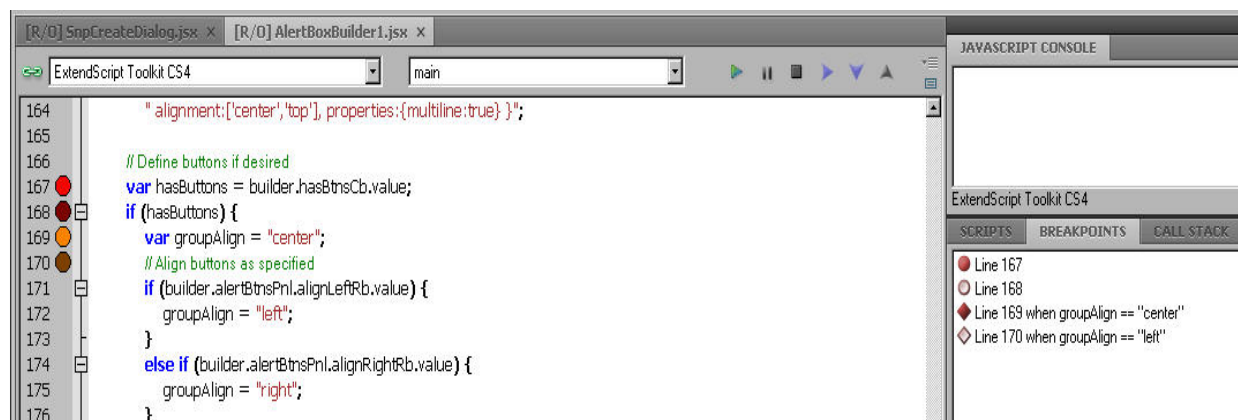 [R/O] SnpCreateDialog.jsx × [R/O] AlertBoxBuilder1.jsx ×
ExtendScript Toolkit CS4 main
164 " alignment:['center','top'], properties:{multiline:true} }";
165
166 // Define buttons if desired
167 var hasButtons = builder.hasBtnsCb.value;
168 if (hasButtons) {
169 var groupAlign = "center";
170 // Align buttons as specified
171 if (builder.alertBtnsPnl.alignLeftRb.value) {
172 groupAlign = "left";
173 }
174 else if (builder.alertBtnsPnl.alignRightRb.value) {
175 groupAlign = "right";
176 }
JAVASCRIPT CONSOLE
ExtendScript Toolkit CS4
SCRIPTS BREAKPOINTS CALL STACK
Line 167
Line 168
Line 169 when groupAlign == "center"
Line 170 when groupAlign == "left"